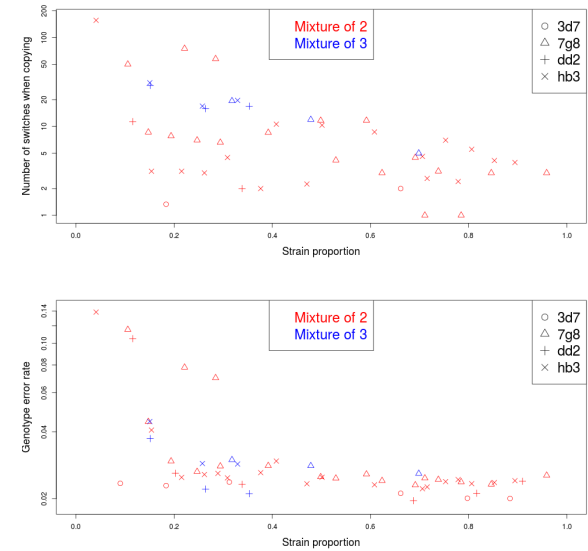 Number of switches when copying
200
100
50
20
10
5
2
1
Mixture of 2
Mixture of 3
3d7
7g8
dd2
hb3
0.0 0.2 0.4 0.6 0.8 1.0
Strain proportion
Genotype error rate
0.14
0.10
0.08
0.06
0.04
0.02
Mixture of 2
Mixture of 3
3d7
7g8
dd2
hb3
0.0 0.2 0.4 0.6 0.8 1.0
Strain proportion